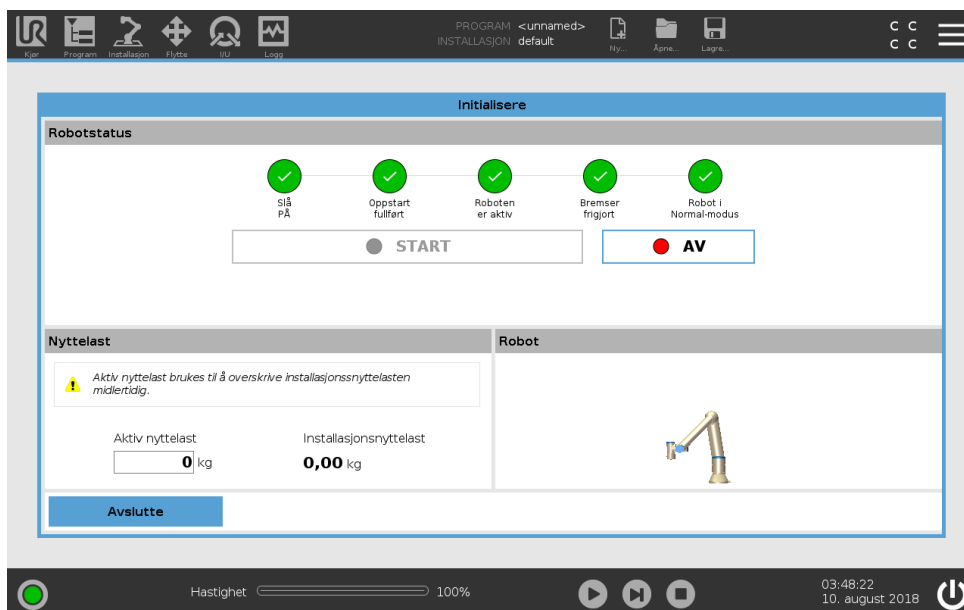 PROGRAM <unnamed>
INSTALLASJON default
UR
Kjør Program Installasjon Flytte I/U Logg
Ny... Åpne... Lagre...
C C
C C
Initialisere
Robotstatus
Slå
PÅ
Oppstart
fullført
Roboten
er aktiv
Bremser
frigjort
Robot i
Normal-modus
START
AV
Nyttelast
Robot
Aktiv nyttelast brukes til å overskrive installasjonssnyttelasten
midlertidig.
Aktiv nyttelast
0 kg
Installasjonsnyttelast
0,00 kg
Avslutte
Hastighet 100%
03:48:22
10. august 2018